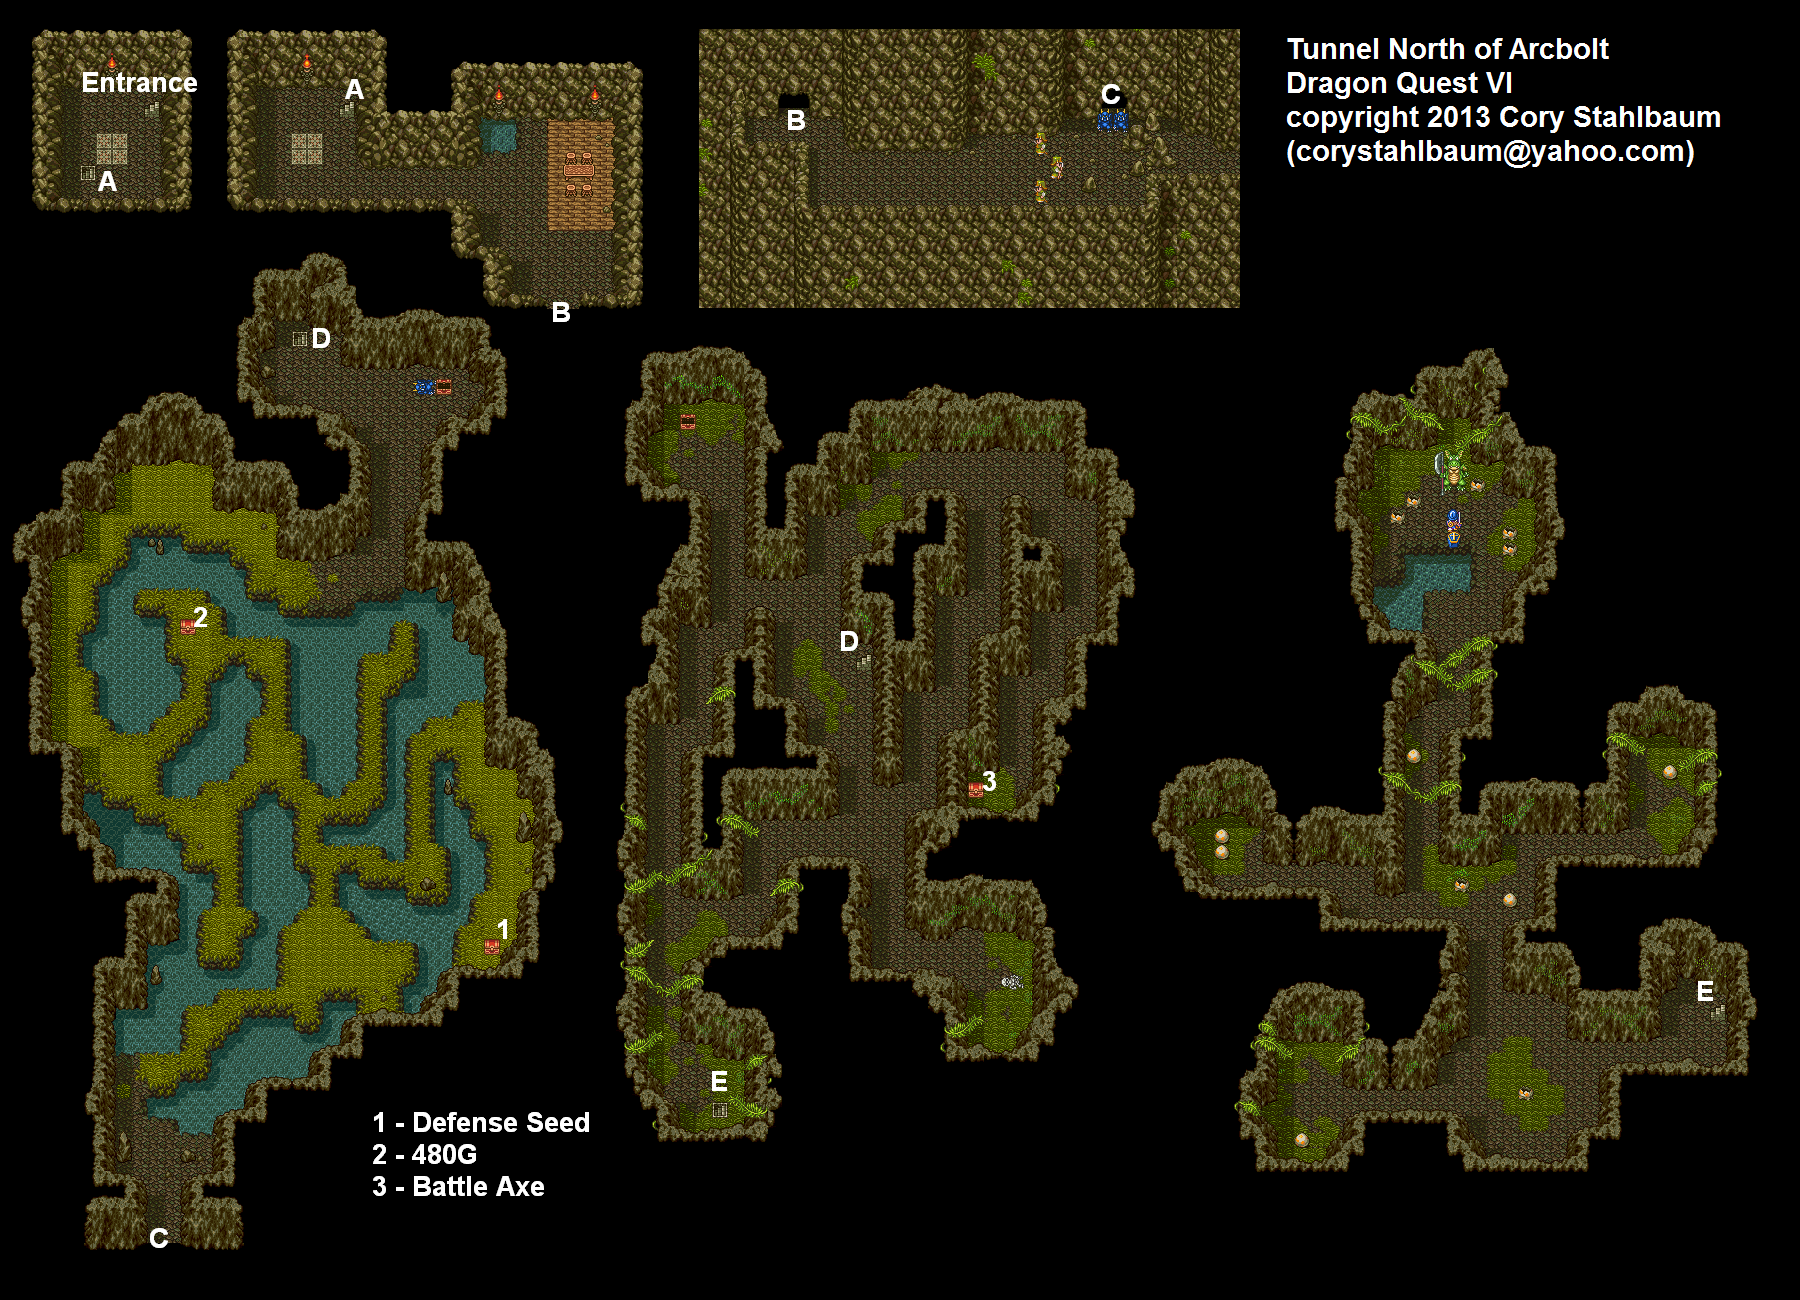 Entrance
A
A
B
B
C
Tunnel North of Arcbolt
Dragon Quest VI
copyright 2013 Cory Stahlbaum
(corystahlbaum@yahoo.com)
D
2
1
C
D
3
E
E
1 - Defense Seed
2 - 480G
3 - Battle Axe